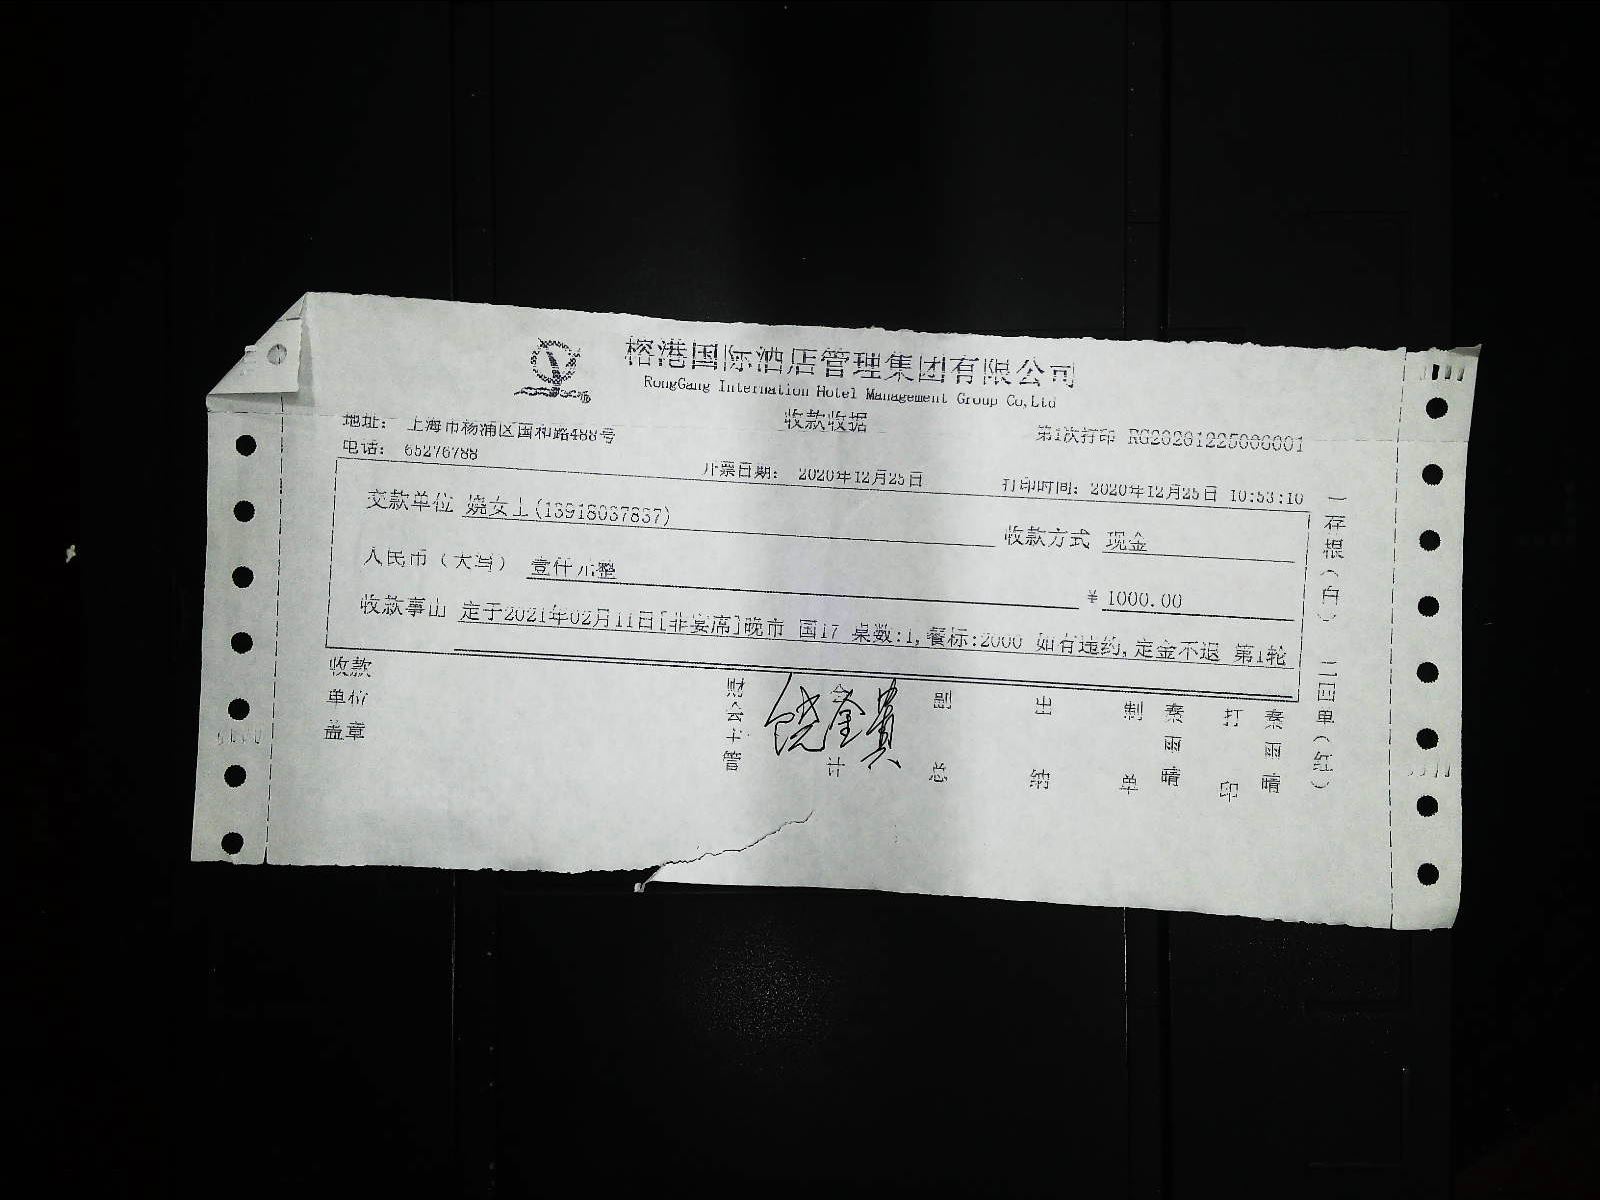 榕港国际酒店管理集团有限公司
RongGang Internation Hotel Management Group Co,Ltd
收款收据
地址： 上海市杨浦区国和路488号
第1次打印 RG20201225000001
电话： 65276788
开票日期： 2020年12月25日
打印时间：2020年12月25日 10:53:10
交款单位 娆女士(13918037837)
收款方式 现金
人民币（大写） 壹仟元整
¥ 1000.00
收款事由 定于2021年02月11日[非宴席]晚市 国17 桌数:1,餐标:2000 如有违约,定金不退 第1轮
收款单位盖章
财会主管
会计
饶金贵
副总
出纳
制单 秦雨晴
打印 秦雨晴
一存根（白） 二四单（红）